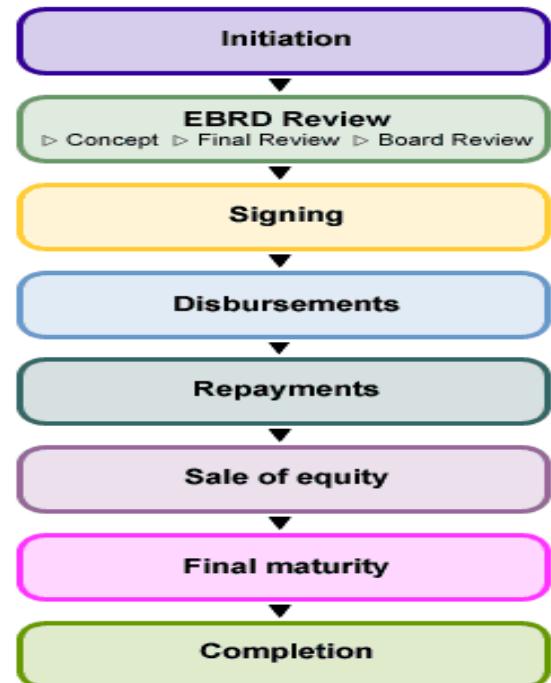 Initiation
EBRD Review
▷ Concept ▷ Final Review ▷ Board Review
Signing
Disbursements
Repayments
Sale of equity
Final maturity
Completion